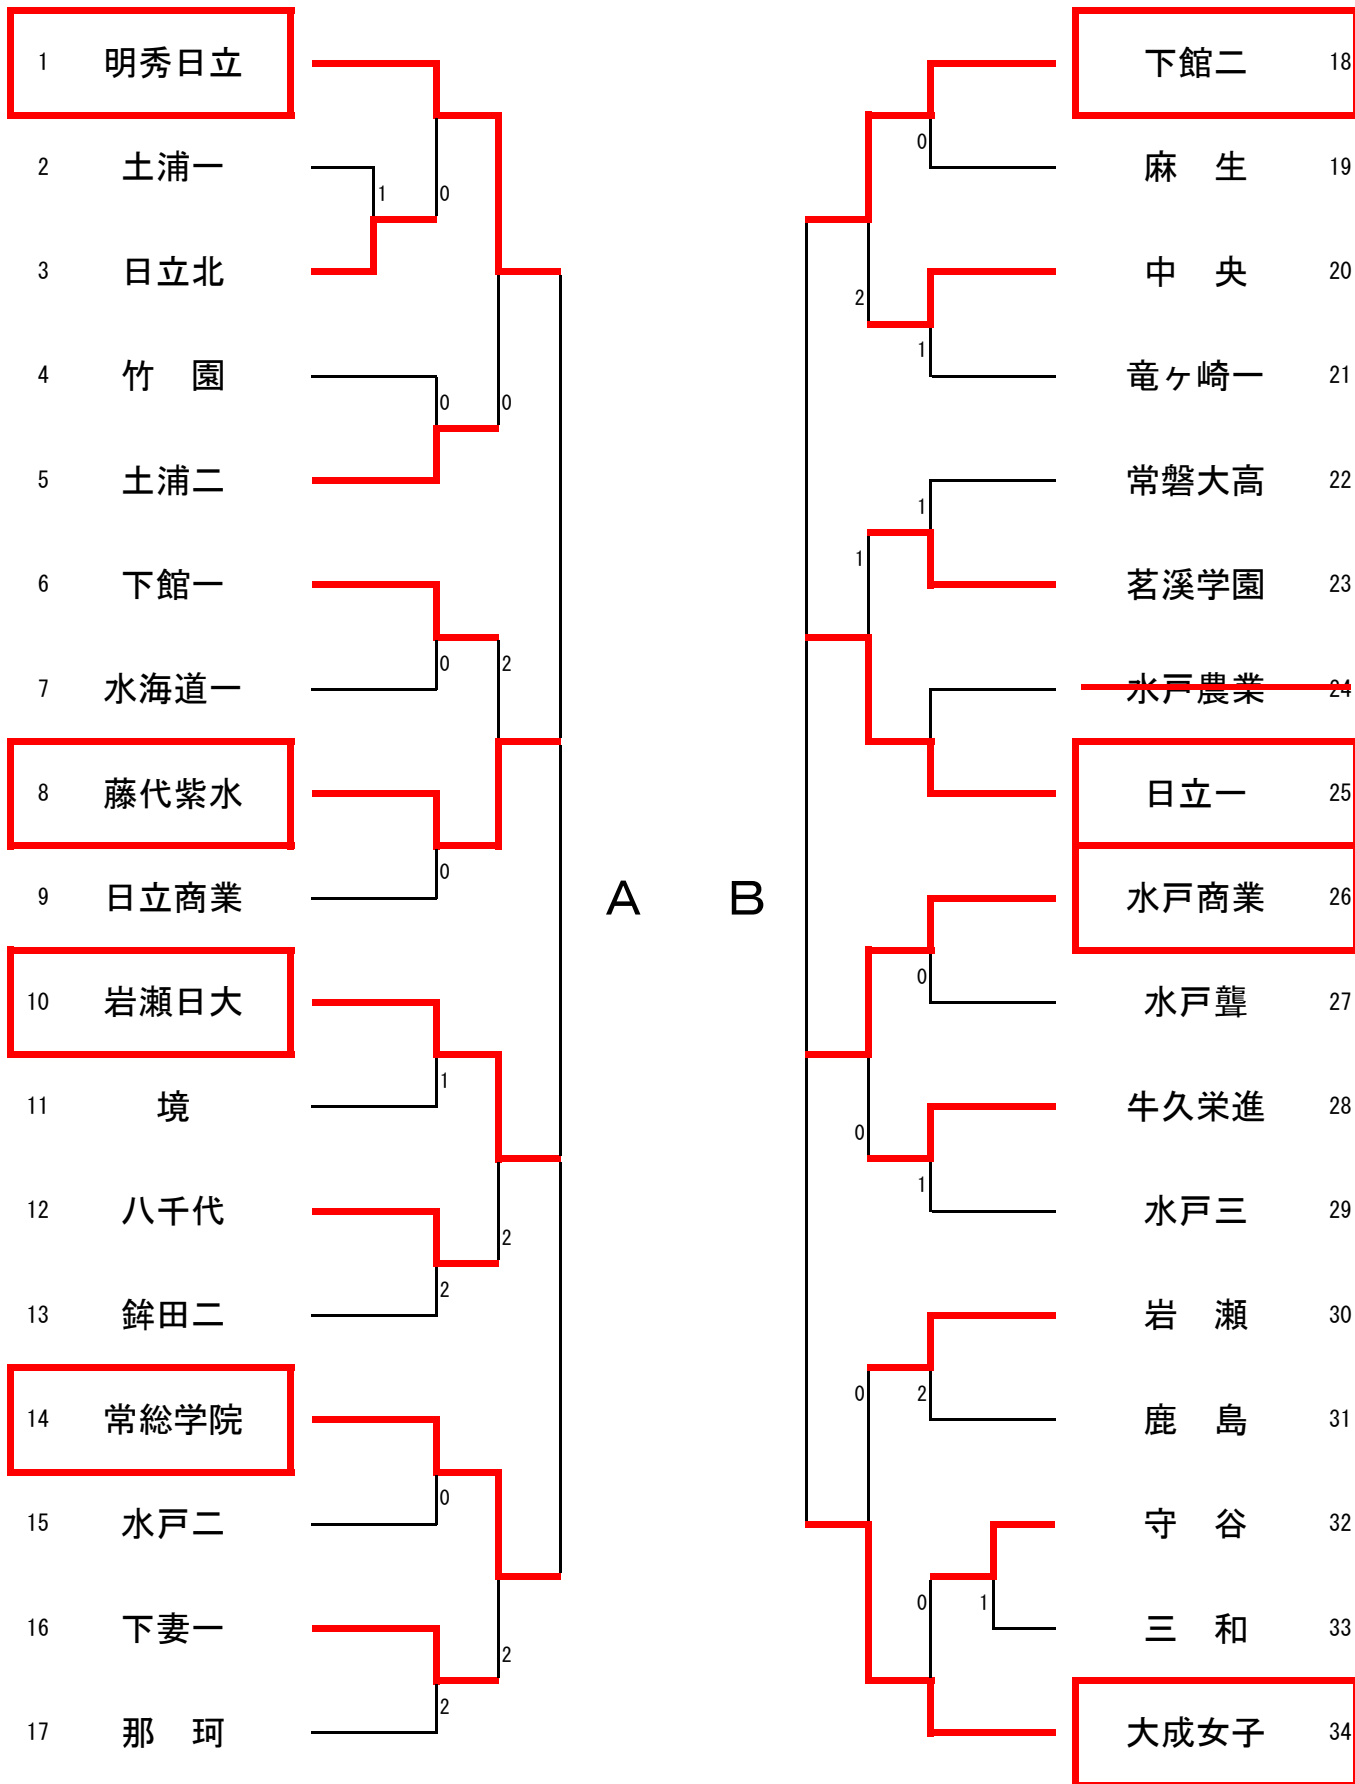 1 明秀日立
2 土浦一
1
0
3 日立北
4 竹 園
0
0
5 土浦二
6 下館一
0
2
7 水海道一
8 藤代紫水
0
9 日立商業
10 岩瀬日大
1
11 境
12 八千代
2
2
13 鉾田二
14 常総学院
0
15 水戸二
16 下妻一
2
2
17 那 珂
A B
下館二 18
0
麻 生 19
中 央 20
2
1
竜ヶ崎一 21
常磐大高 22
1
1
茗溪学園 23
水戸農業 24
日立一 25
水戸商業 26
0
水戸聾 27
牛久栄進 28
0
1
水戸三 29
岩 瀬 30
0
2
鹿 島 31
守 谷 32
0
1
三 和 33
大成女子 34